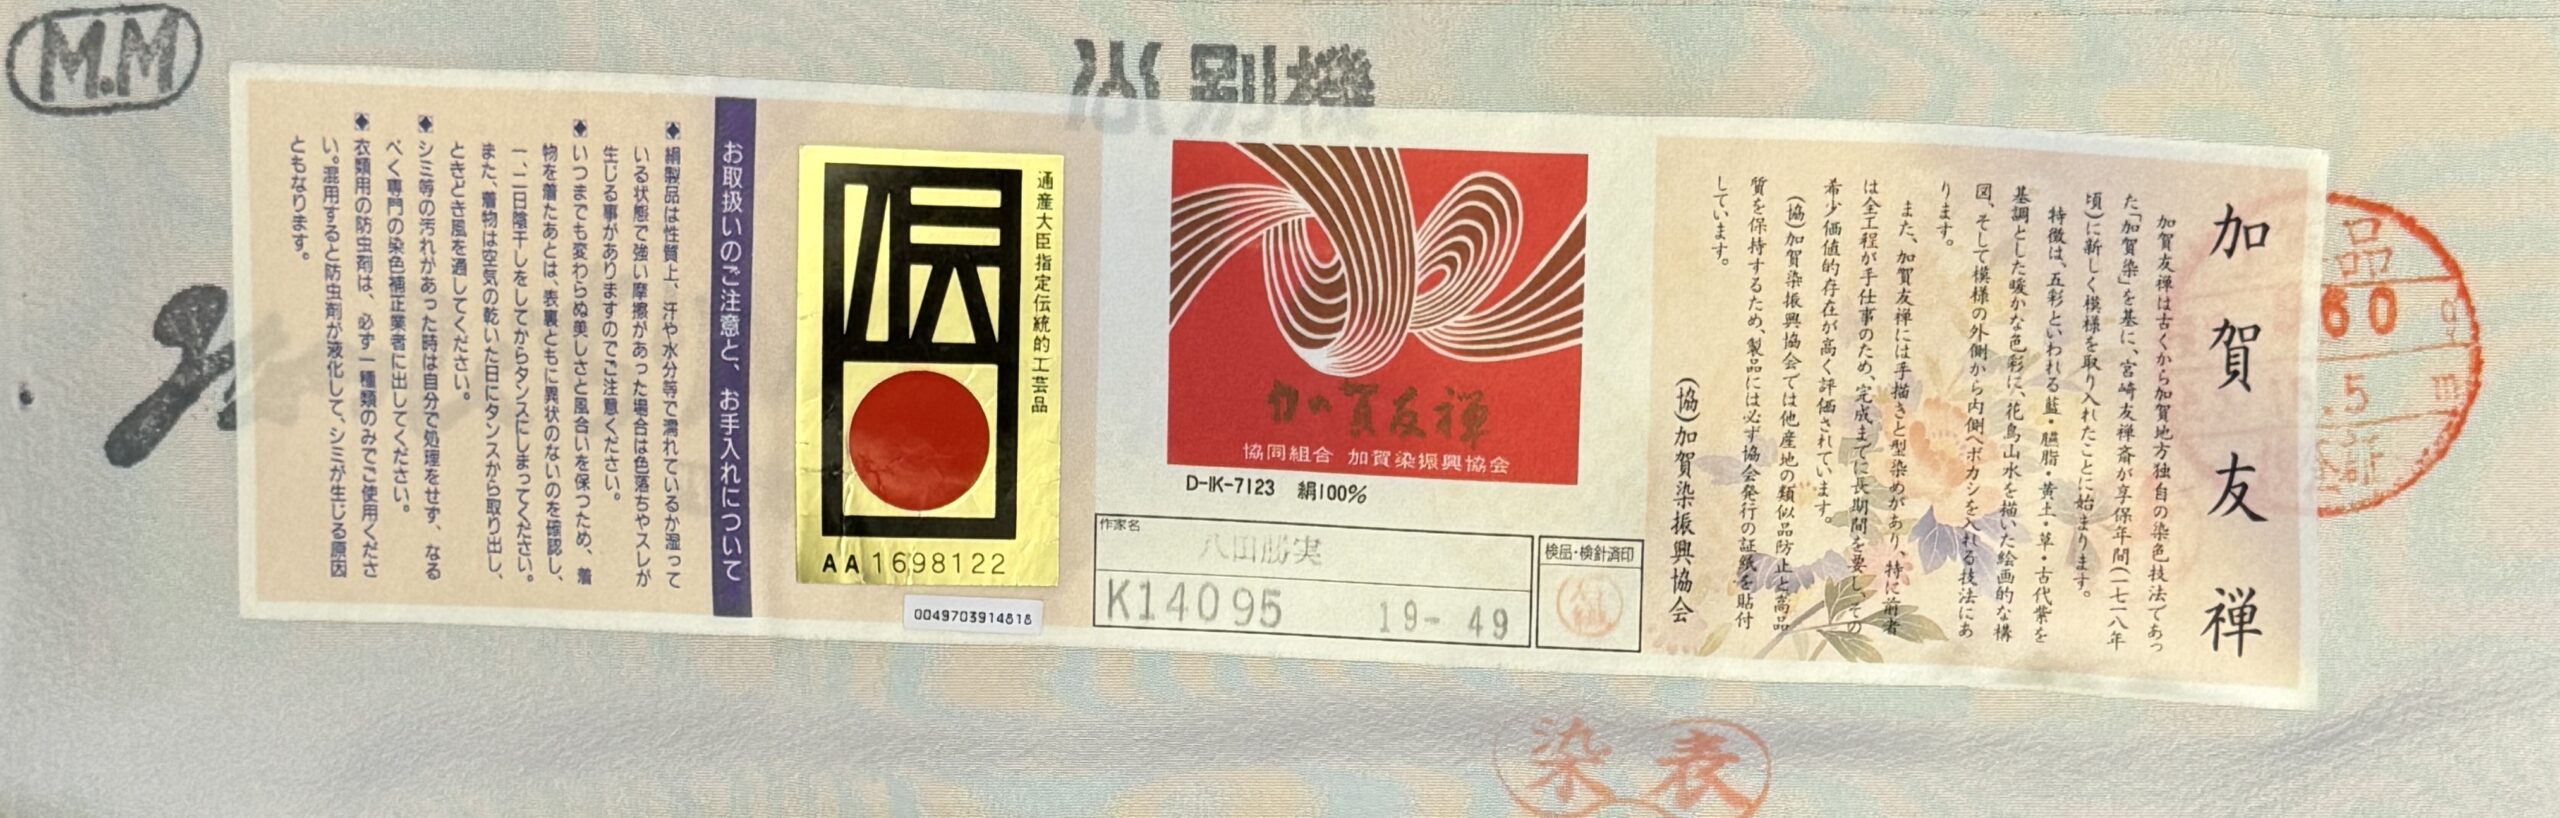 M.M
加賀友禅
加賀友禅は古くから加賀地方独自の染色技法であっ
た「加賀染」を基に、宮崎友禅斎が享保年間(一七一八年
頃)に新しく模様を取り入れたことに始まります。
特徴は、五彩といわれる藍・臙脂・黄土・草・古代紫を
基調とした暖かな色彩に、花鳥山水を描いた絵画的な構
図、そして模様の外側から内側へボカシを入れる技法にあ
ります。
また、加賀友禅には手描きと型染めがあり、特に前者
は全工程が手仕事のため、完成までに長期間を要し、その
希少価値的存在が高く評価されています。
(協)加賀染振興協会では他産地の類似品防止と高品
質を保持するため、製品には必ず協会発行の証紙を貼付
しています。
(協)加賀染振興協会
加賀友禅
協同組合 加賀染振興協会
D-IK-7123 絹100%
作家名
八田勝実
K14095 19- 49
検品・検針済印
通産大臣指定伝統的工芸品
伝
AA1698122
0049703914818
お取扱いのご注意と、お手入れについて
◆絹製品は性質上、汗や水分等で濡れているか湿って
いる状態で強い摩擦があった場合は色落ちやスレが
生じる事がありますのでご注意ください。
◆いつまでも変わらぬ美しさと風合いを保つため、着
物を着たあとは、表裏ともに異状のないのを確認し、
一、二日陰干しをしてからタンスにしまってください。
また、着物は空気の乾いた日にタンスから取り出し、
ときどき風を通してください。
◆シミ等の汚れがあった時は自分で処理をせず、なる
べく専門の染色補正業者に出してください。
◆衣類用の防虫剤は、必ず一種類のみでご使用くださ
い。混用すると防虫剤が液化して、シミが生じる原因
ともなります。
品
60
5
m
染表